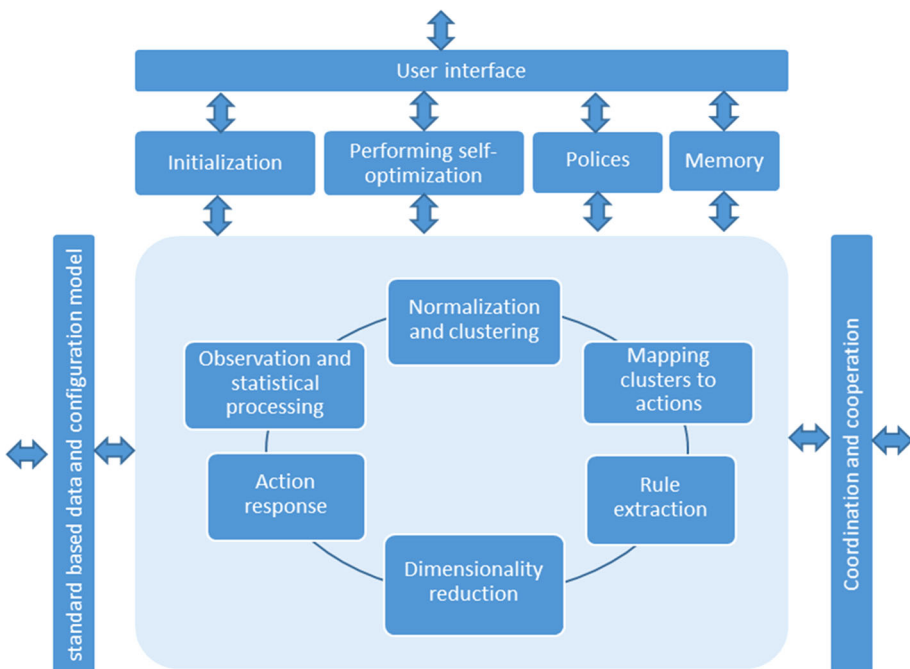 User interface
Initialization
Performing self-
optimization
Polices
Memory
standard based data and configuration model
Normalization
and clustering
Observation and
statistical
processing
Mapping
clusters to
actions
Action
response
Rule
extraction
Dimensionality
reduction
Coordination and cooperation